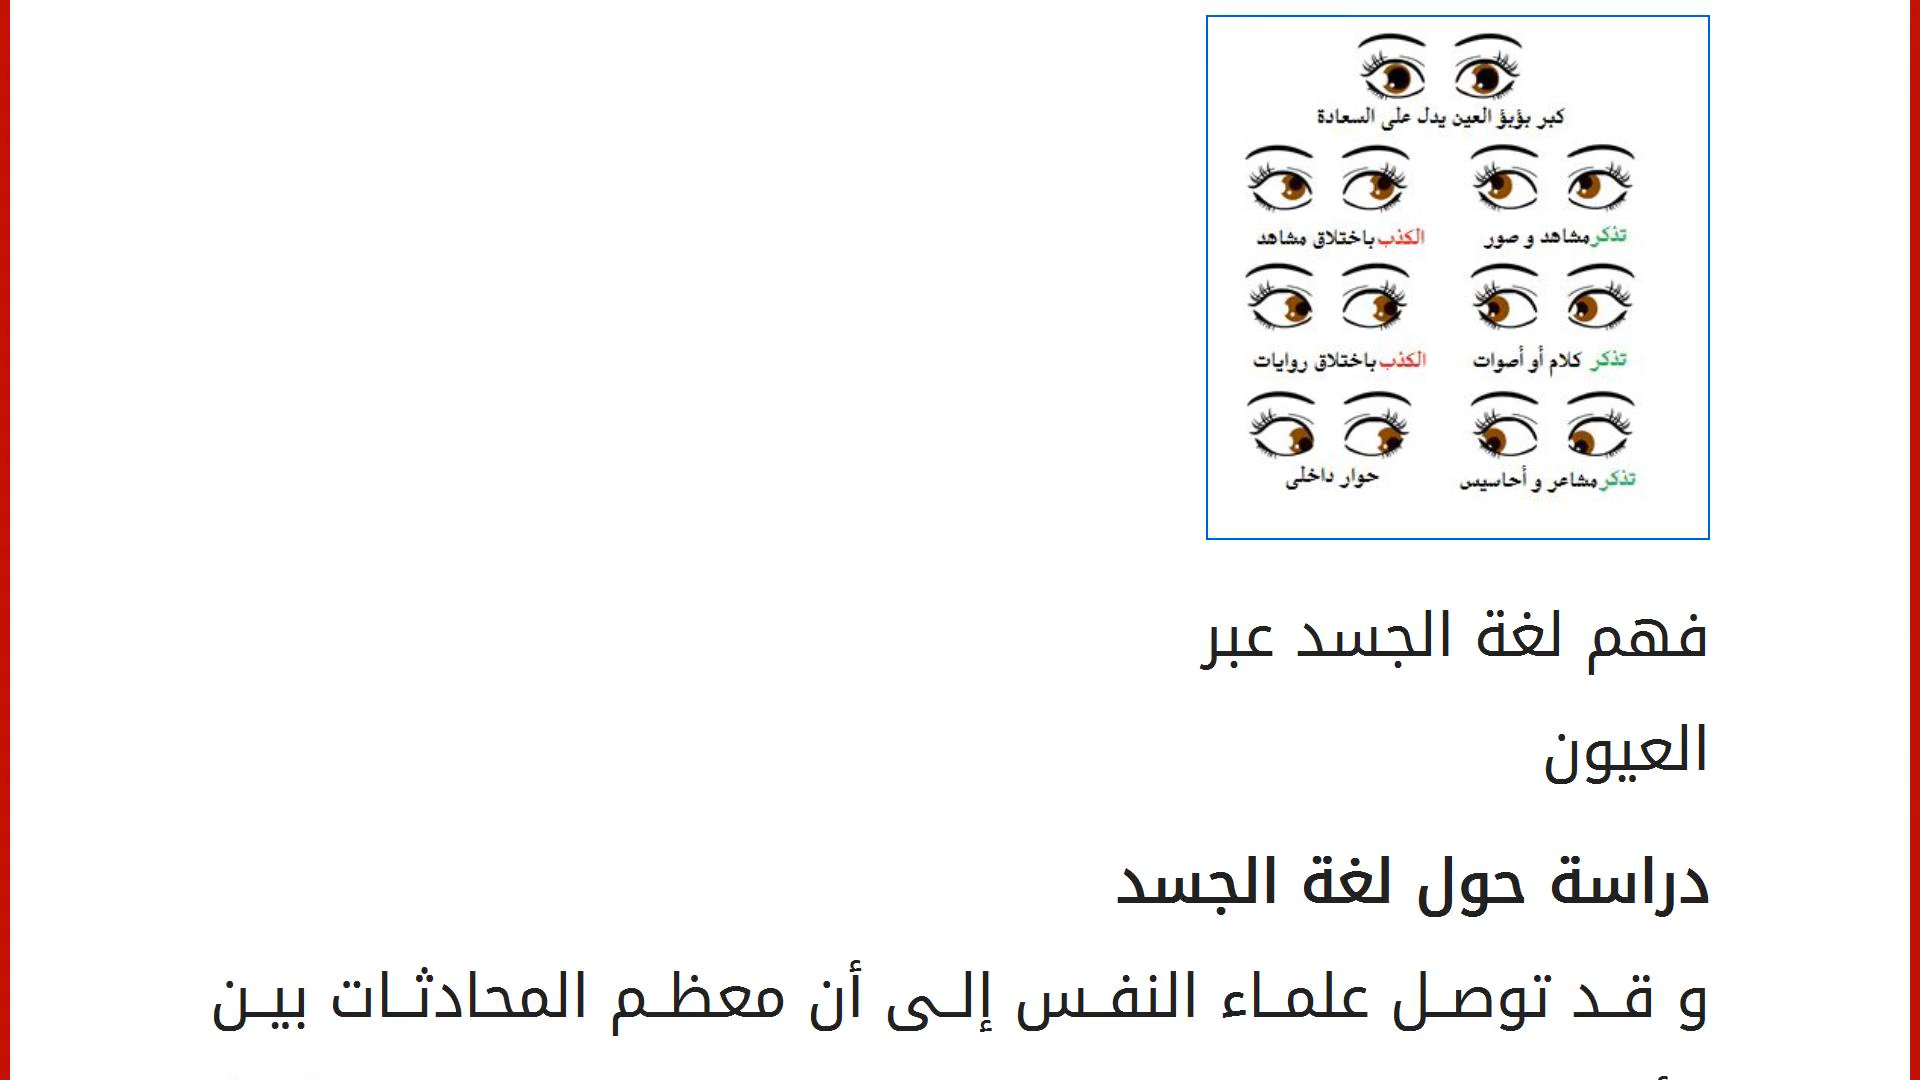 كبر بؤبؤ العين يدل على السعادة
تذكر مشاهد و صور
الكذب باختلاق مشاهد
تذكر كلام أو أصوات
الكذب باختلاق روايات
تذكر مشاعر و أحاسيس
حوار داخلى
فهم لغة الجسد عبر
العيون
دراسة حول لغة الجسد
و قد توصل علماء النفس إلى أن معظم المحادثات بين